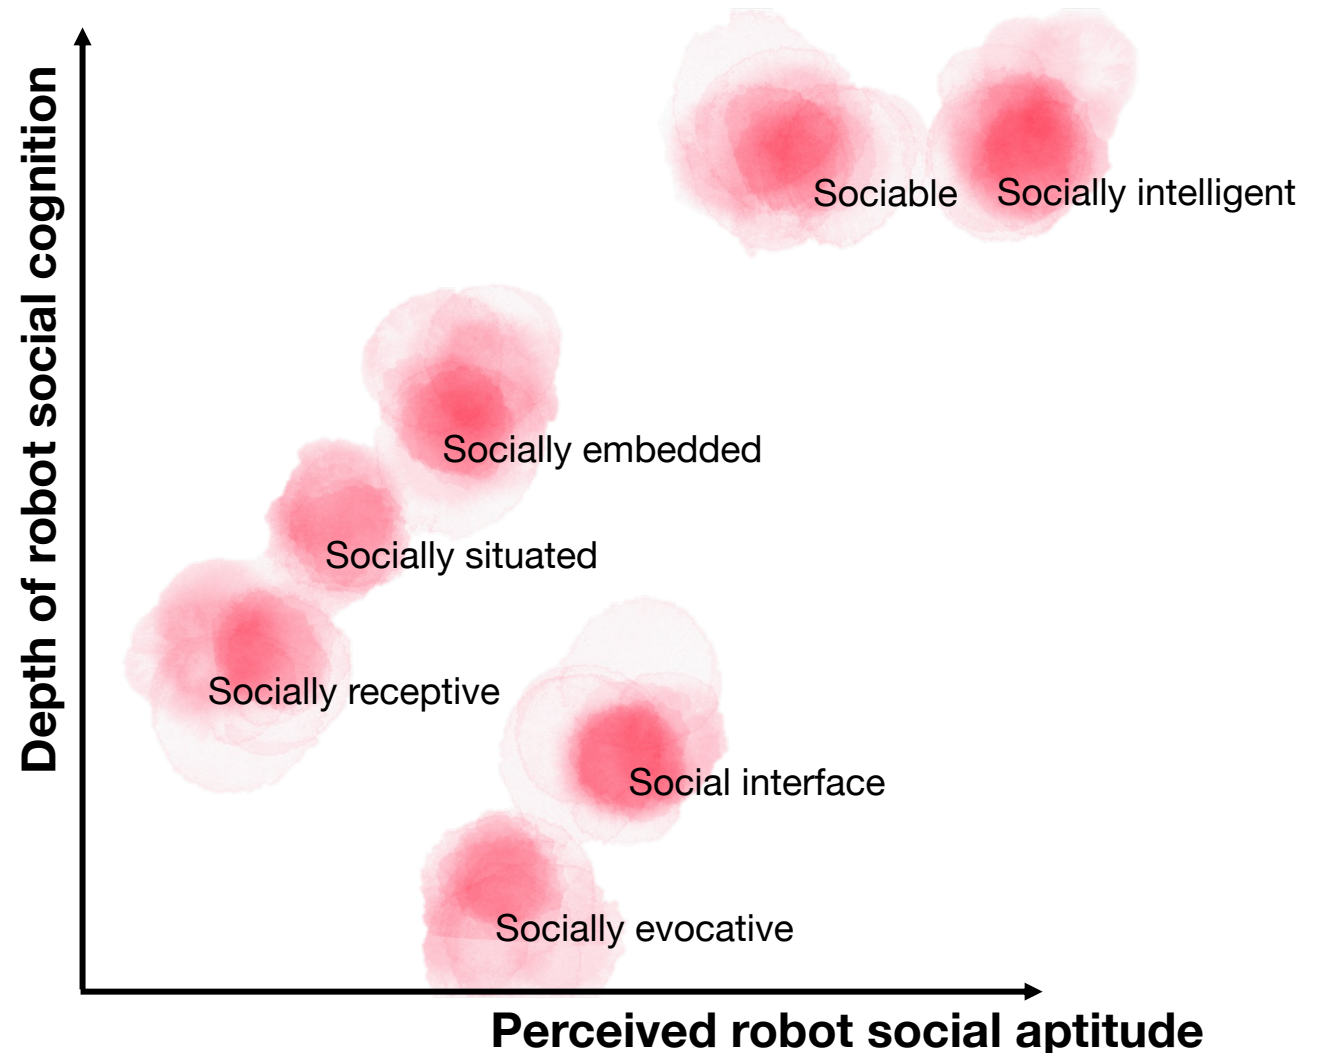 Depth of robot social cognition
Sociable
Socially intelligent
Socially embedded
Socially situated
Socially receptive
Social interface
Socially evocative
Perceived robot social aptitude